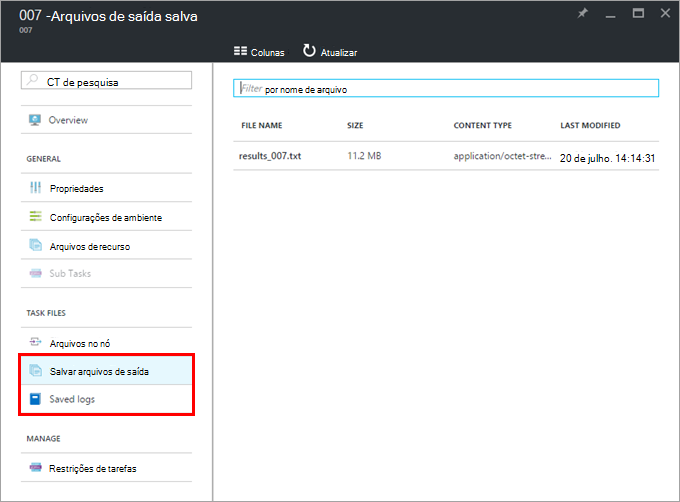 007 -Arquivos de saída salva
007
Colunas Atualizar
CT de pesquisa
Overview
GENERAL
Propriedades
Configurações de ambiente
Arquivos de recurso
Sub Tasks
TASK FILES
Arquivos no nó
Salvar arquivos de saída
Saved logs
MANAGE
Restrições de tarefas
Filter por nome de arquivo
FILE NAME SIZE CONTENT TYPE LAST MODIFIED
results_007.txt 11.2 MB application/octet-stre... 20 de julho. 14:14:31